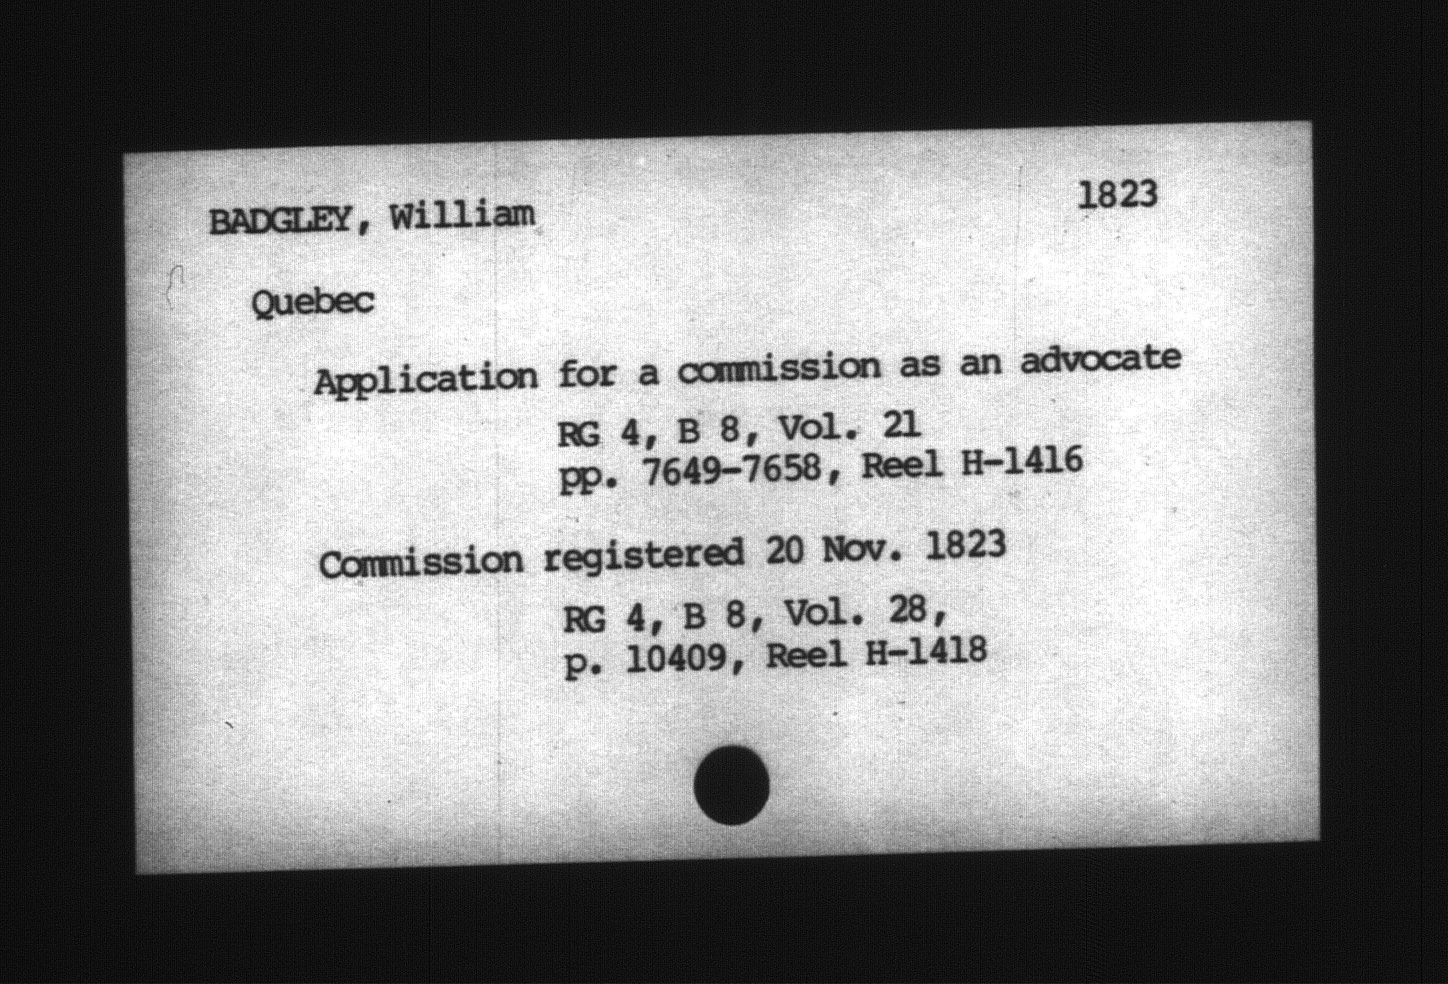 BADGLEY, William 1823
Quebec
Application for a commission as an advocate
RG 4, B 8, Vol. 21
pp. 7649-7658, Reel H-1416
Commission registered 20 Nov. 1823
RG 4, B 8, Vol. 28,
p. 10409, Reel H-1418